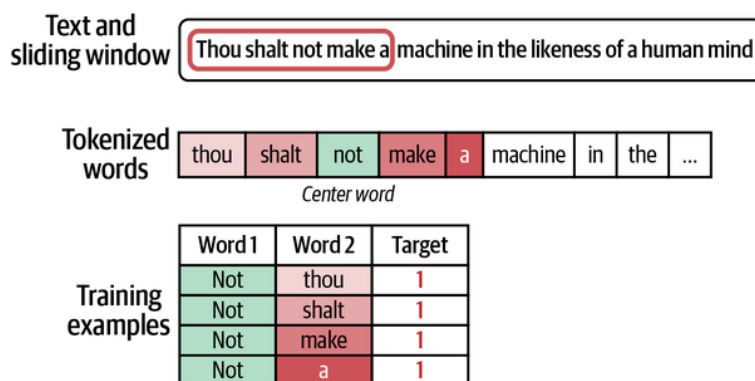 Text and
sliding window
Thou shalt not make a machine in the likeness of a human mind
Tokenized
words
thou shalt not make a machine in the ...
Center word
Training
examples
Word 1 Word 2 Target
Not thou 1
Not shalt 1
Not make 1
Not a 1